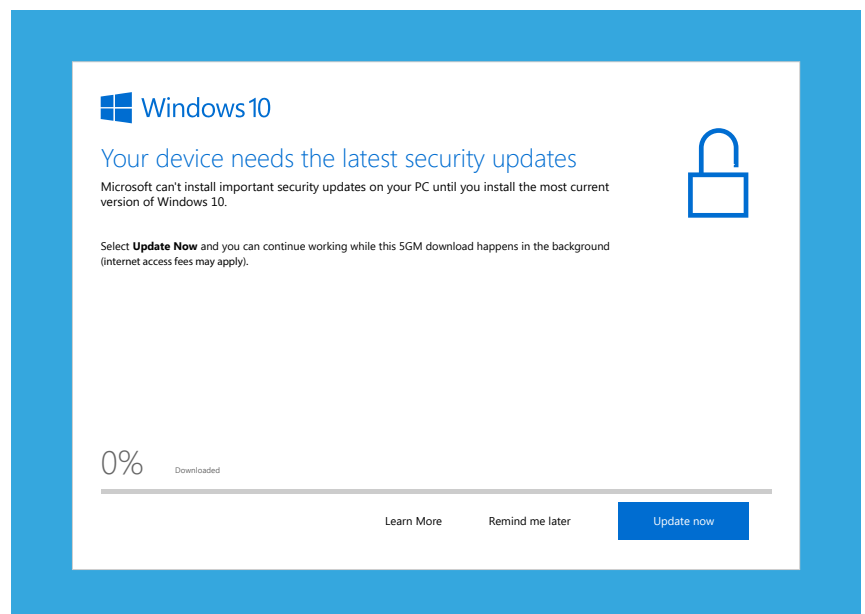 Windows 10
Your device needs the latest security updates
Microsoft can't install important security updates on your PC until you install the most current
version of Windows 10.
Select Update Now and you can continue working while this 5GM download happens in the background
(internet access fees may apply).
0% Downloaded
Learn More Remind me later Update now